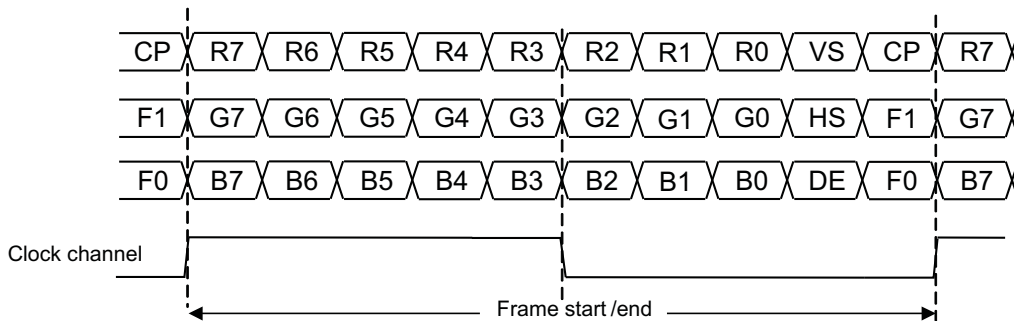 CP R7 R6 R5 R4 R3 R2 R1 R0 VS CP R7
F1 G7 G6 G5 G4 G3 G2 G1 G0 HS F1 G7
F0 B7 B6 B5 B4 B3 B2 B1 B0 DE F0 B7
Clock channel
Frame start/end